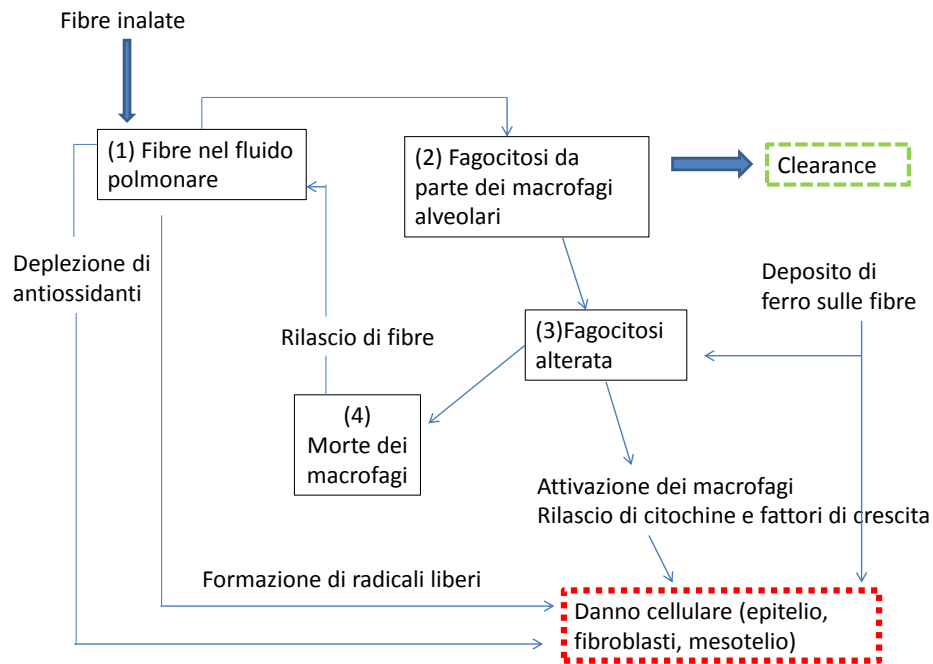 Fibre inalate
(1) Fibre nel fluido
polmonare
(2) Fagocitosi da
parte dei macrofagi
alveolari
Clearance
Deplezione di
antiossidanti
Deposito di
ferro sulle fibre
Rilascio di fibre
(3)Fagocitosi
alterata
(4)
Morte dei
macrofagi
Attivazione dei macrofagi
Rilascio di citochine e fattori di crescita
Formazione di radicali liberi
Danno cellulare (epitelio,
fibroblasti, mesotelio)